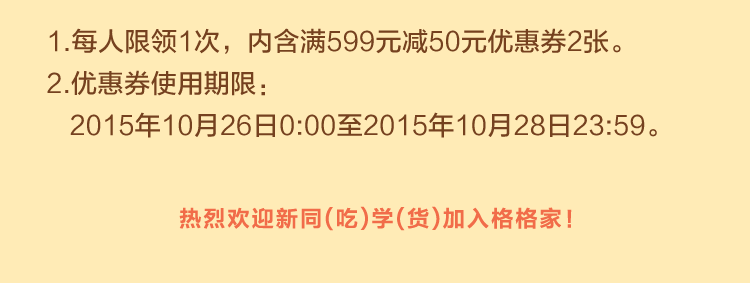 1.每人限领1次，内含满599元减50元优惠券2张。
2.优惠券使用期限：
2015年10月26日0:00至2015年10月28日23:59。
热烈欢迎新同(吃)学(货)加入格格家！